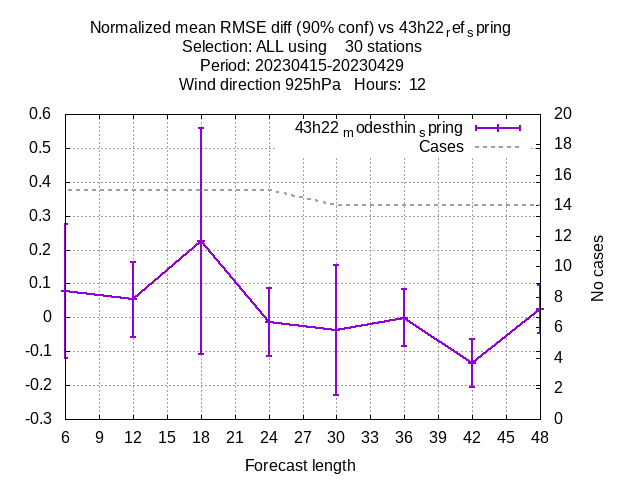 Normalized mean RMSE diff (90% conf) vs 43h22refspring
Selection: ALL using 30 stations
Period: 20230415-20230429
Wind direction 925hPa Hours: 12
43h22modesthinspring
Cases
0.6
0.5
0.4
0.3
0.2
0.1
0
-0.1
-0.2
-0.3
20
18
16
14
12
10
8
6
4
2
0
No cases
6 9 12 15 18 21 24 27 30 33 36 39 42 45 48
Forecast length